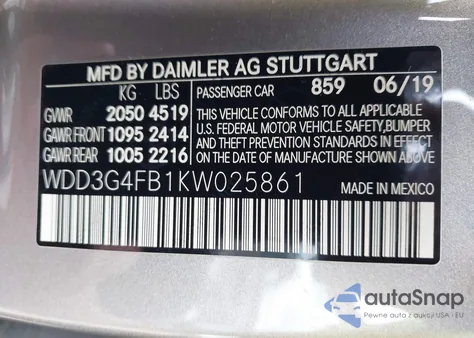 MFD BY DAIMLER AG STUTTGART
KG LBS PASSENGER CAR 859 06/19
GVWR 2050 4519
GAWR FRONT 1095 2414
GAWR REAR 1005 2216
THIS VEHICLE CONFORMS TO ALL APPLICABLE
U.S. FEDERAL MOTOR VEHICLE SAFETY,BUMPER
AND THEFT PREVENTION STANDARDS IN EFFECT
ON THE DATE OF MANUFACTURE SHOWN ABOVE
WDD3G4FB1KW025861 MADE IN MEXICO
autoSnap
Pewne auta z aukcji USA - EU